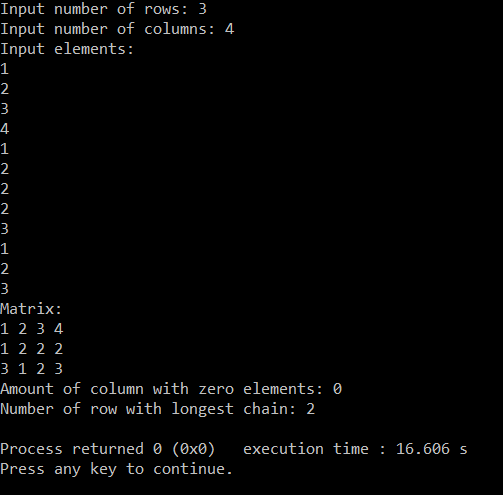 Input number of rows: 3
Input number of columns: 4
Input elements:
1
2
3
4
1
2
2
2
3
1
2
3
Matrix:
1 2 3 4
1 2 2 2
3 1 2 3
Amount of column with zero elements: 0
Number of row with longest chain: 2
Process returned 0 (0x0)   execution time : 16.606 s
Press any key to continue.